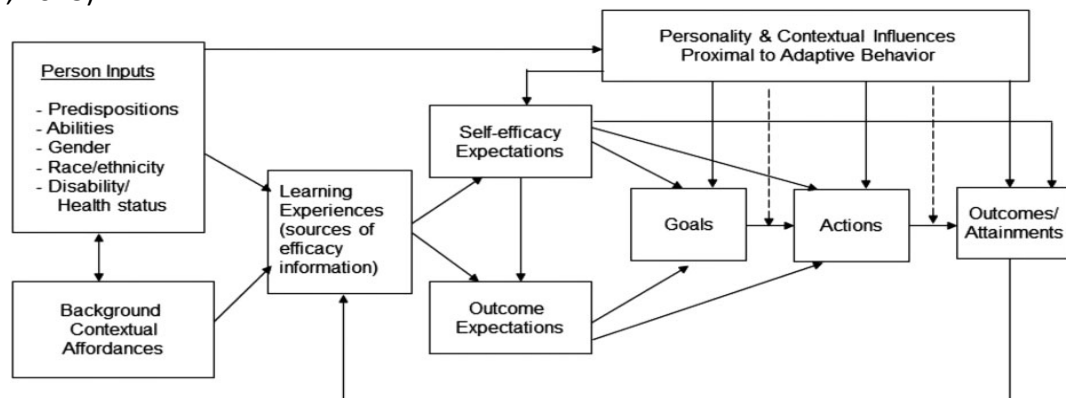 Person Inputs
- Predispositions
- Abilities
- Gender
- Race/ethnicity
- Disability/
Health status
Background
Contextual
Affordances
Learning
Experiences
(sources of
efficacy
information)
Self-efficacy
Expectations
Outcome
Expectations
Personality & Contextual Influences
Proximal to Adaptive Behavior
Goals
Actions
Outcomes/
Attainments